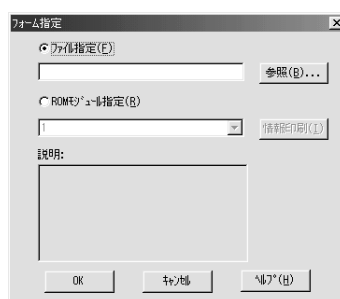 フォーム指定
ファイル指定(F)
参照(B)...
ROMモジュール指定(R)
1
情報印刷(I)
説明:
OK
キャンセル
ヘルプ(H)